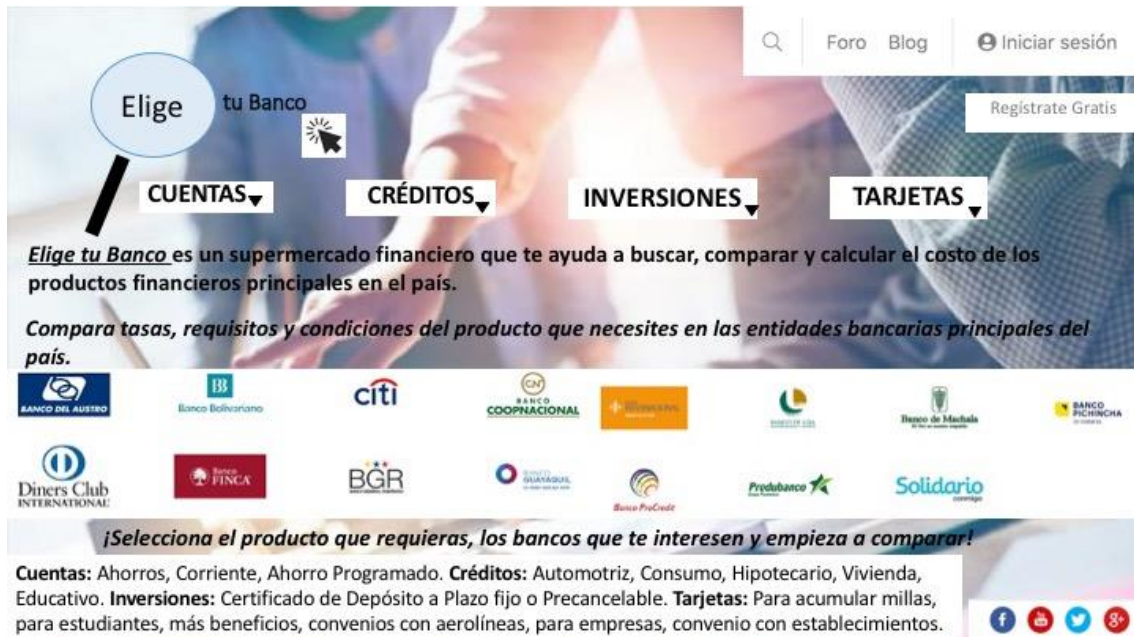 Foro Blog Iniciar sesión
Elige tu Banco
Regístrate Gratis
CUENTAS CRÉDITOS INVERSIONES TARJETAS
Elige tu Banco es un supermercado financiero que te ayuda a buscar, comparar y calcular el costo de los
productos financieros principales en el país.
Compara tasas, requisitos y condiciones del producto que necesites en las entidades bancarias principales del
país.
BANCO DEL AUSTRO
B3
Banco Bolivariano
citi
CN
BANCO
COOPNACIONAL
Banco de Machala
BANCO
PICHINCHA
Diners Club
INTERNATIONAL
Banco
FINCA
BGR
BANCO
GUAYAQUIL
Banco ProCredit
Produbanco
Solidario
conmigo
¡Selecciona el producto que requieras, los bancos que te interesen y empieza a comparar!
Cuentas: Ahorros, Corriente, Ahorro Programado. Créditos: Automotriz, Consumo, Hipotecario, Vivienda,
Educativo. Inversiones: Certificado de Depósito a Plazo fijo o Precancelable. Tarjetas: Para acumular millas,
para estudiantes, más beneficios, convenios con aerolíneas, para empresas, convenio con establecimientos.